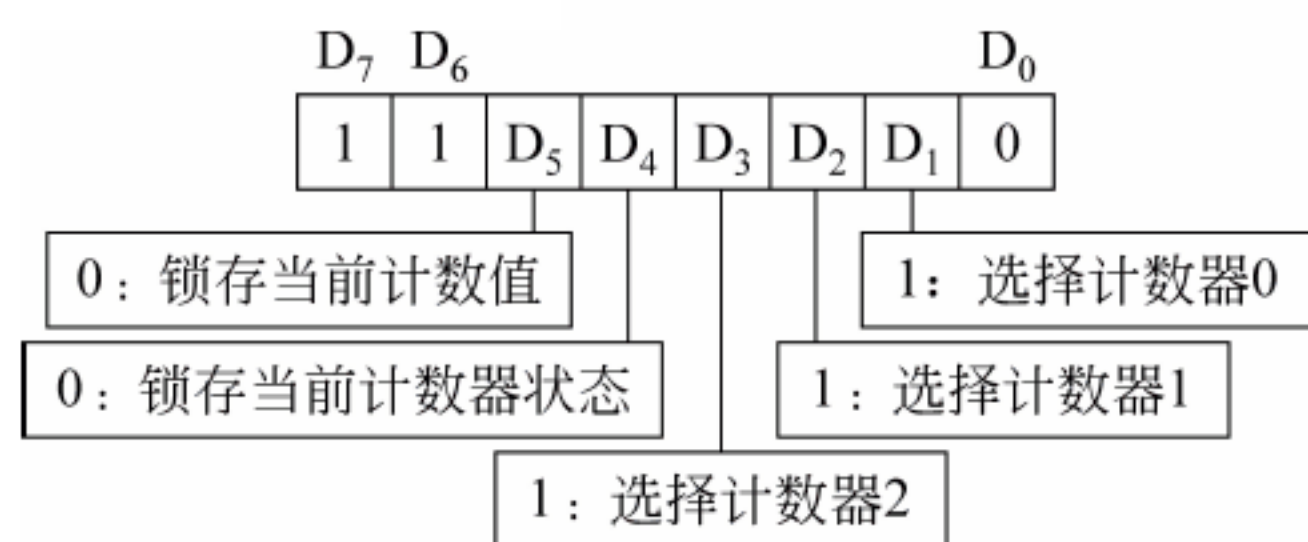 D₇ D₆ D₀
1 1 D₅ D₄ D₃ D₂ D₁ 0
0：锁存当前计数值
1：选择计数器0
0：锁存当前计数器状态
1：选择计数器1
1：选择计数器2